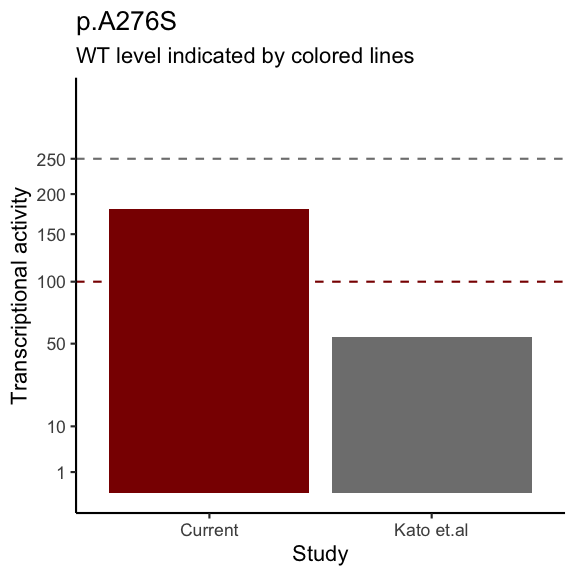 p.A276S
WT level indicated by colored lines
Transcriptional activity
250
200
150
100
50
10
1
Current
Kato et.al
Study